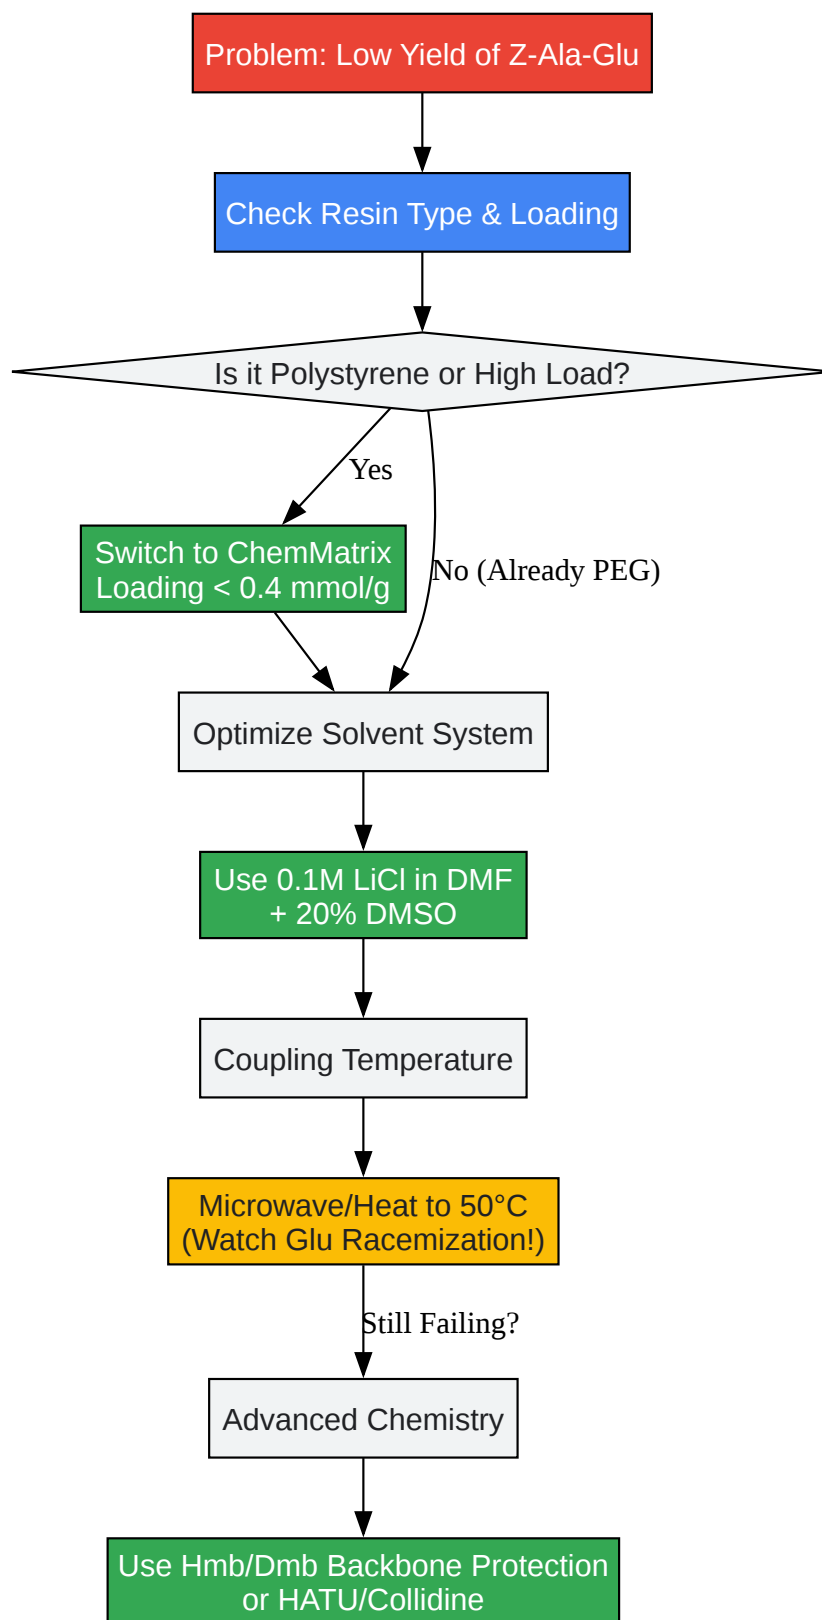 Problem: Low Yield of Z-Ala-Glu
Check Resin Type & Loading
Is it Polystyrene or High Load?
Yes
Switch to ChemMatrix
Loading < 0.4 mmol/g
No (Already PEG)
Optimize Solvent System
Use 0.1M LiCl in DMF
+ 20% DMSO
Coupling Temperature
Microwave/Heat to 50°C
(Watch Glu Racemization!)
Still Failing?
Advanced Chemistry
Use Hmb/Dmb Backbone Protection
or HATU/Collidine